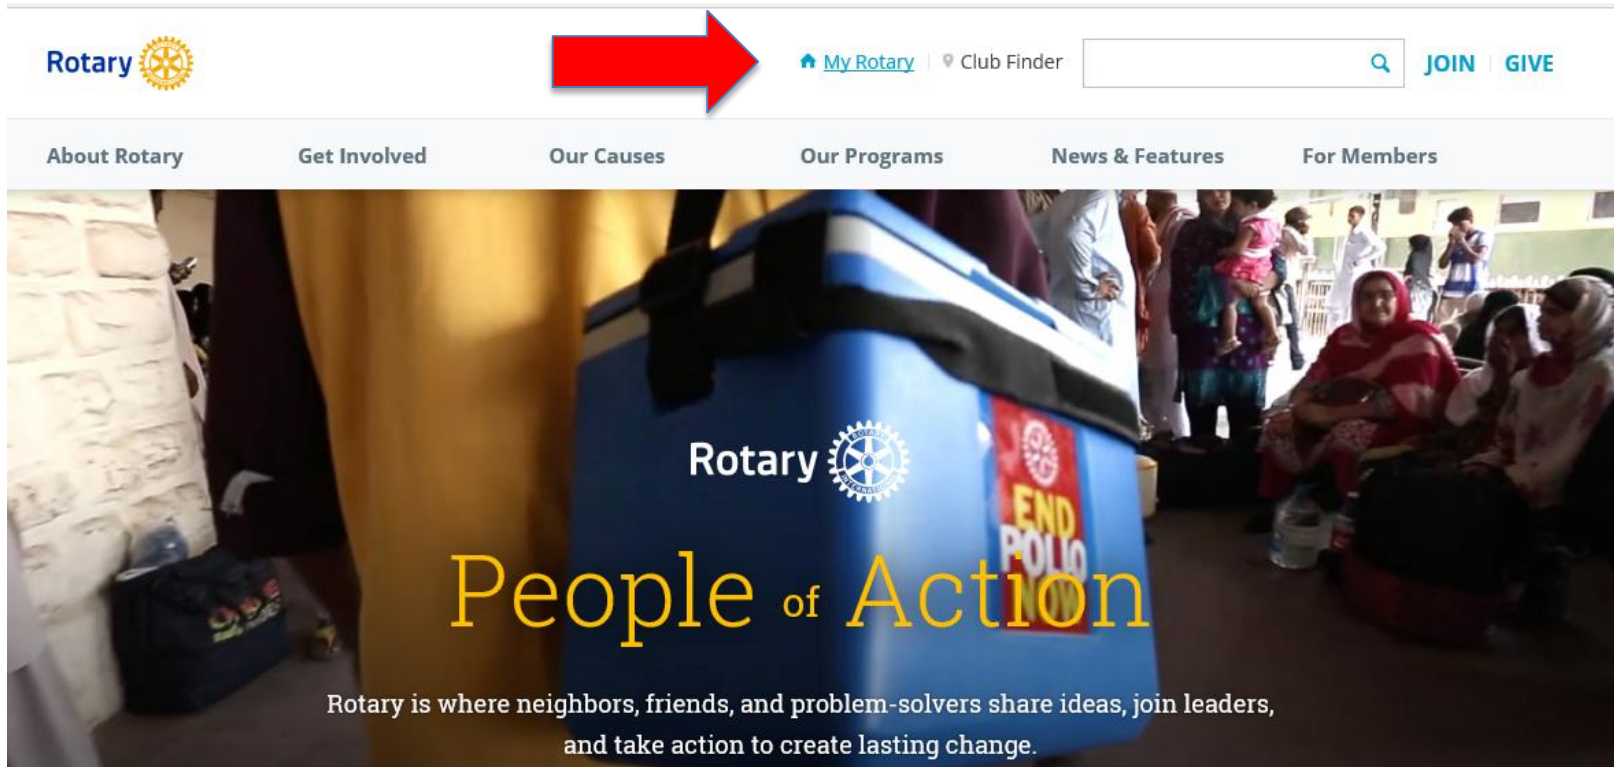 Rotary
My Rotary
Club Finder
JOIN
GIVE
About Rotary
Get Involved
Our Causes
Our Programs
News & Features
For Members
Rotary
ROTARY
INTERNATIONAL
END
POLIO
NOW
People of Action
Rotary is where neighbors, friends, and problem-solvers share ideas, join leaders,
and take action to create lasting change.